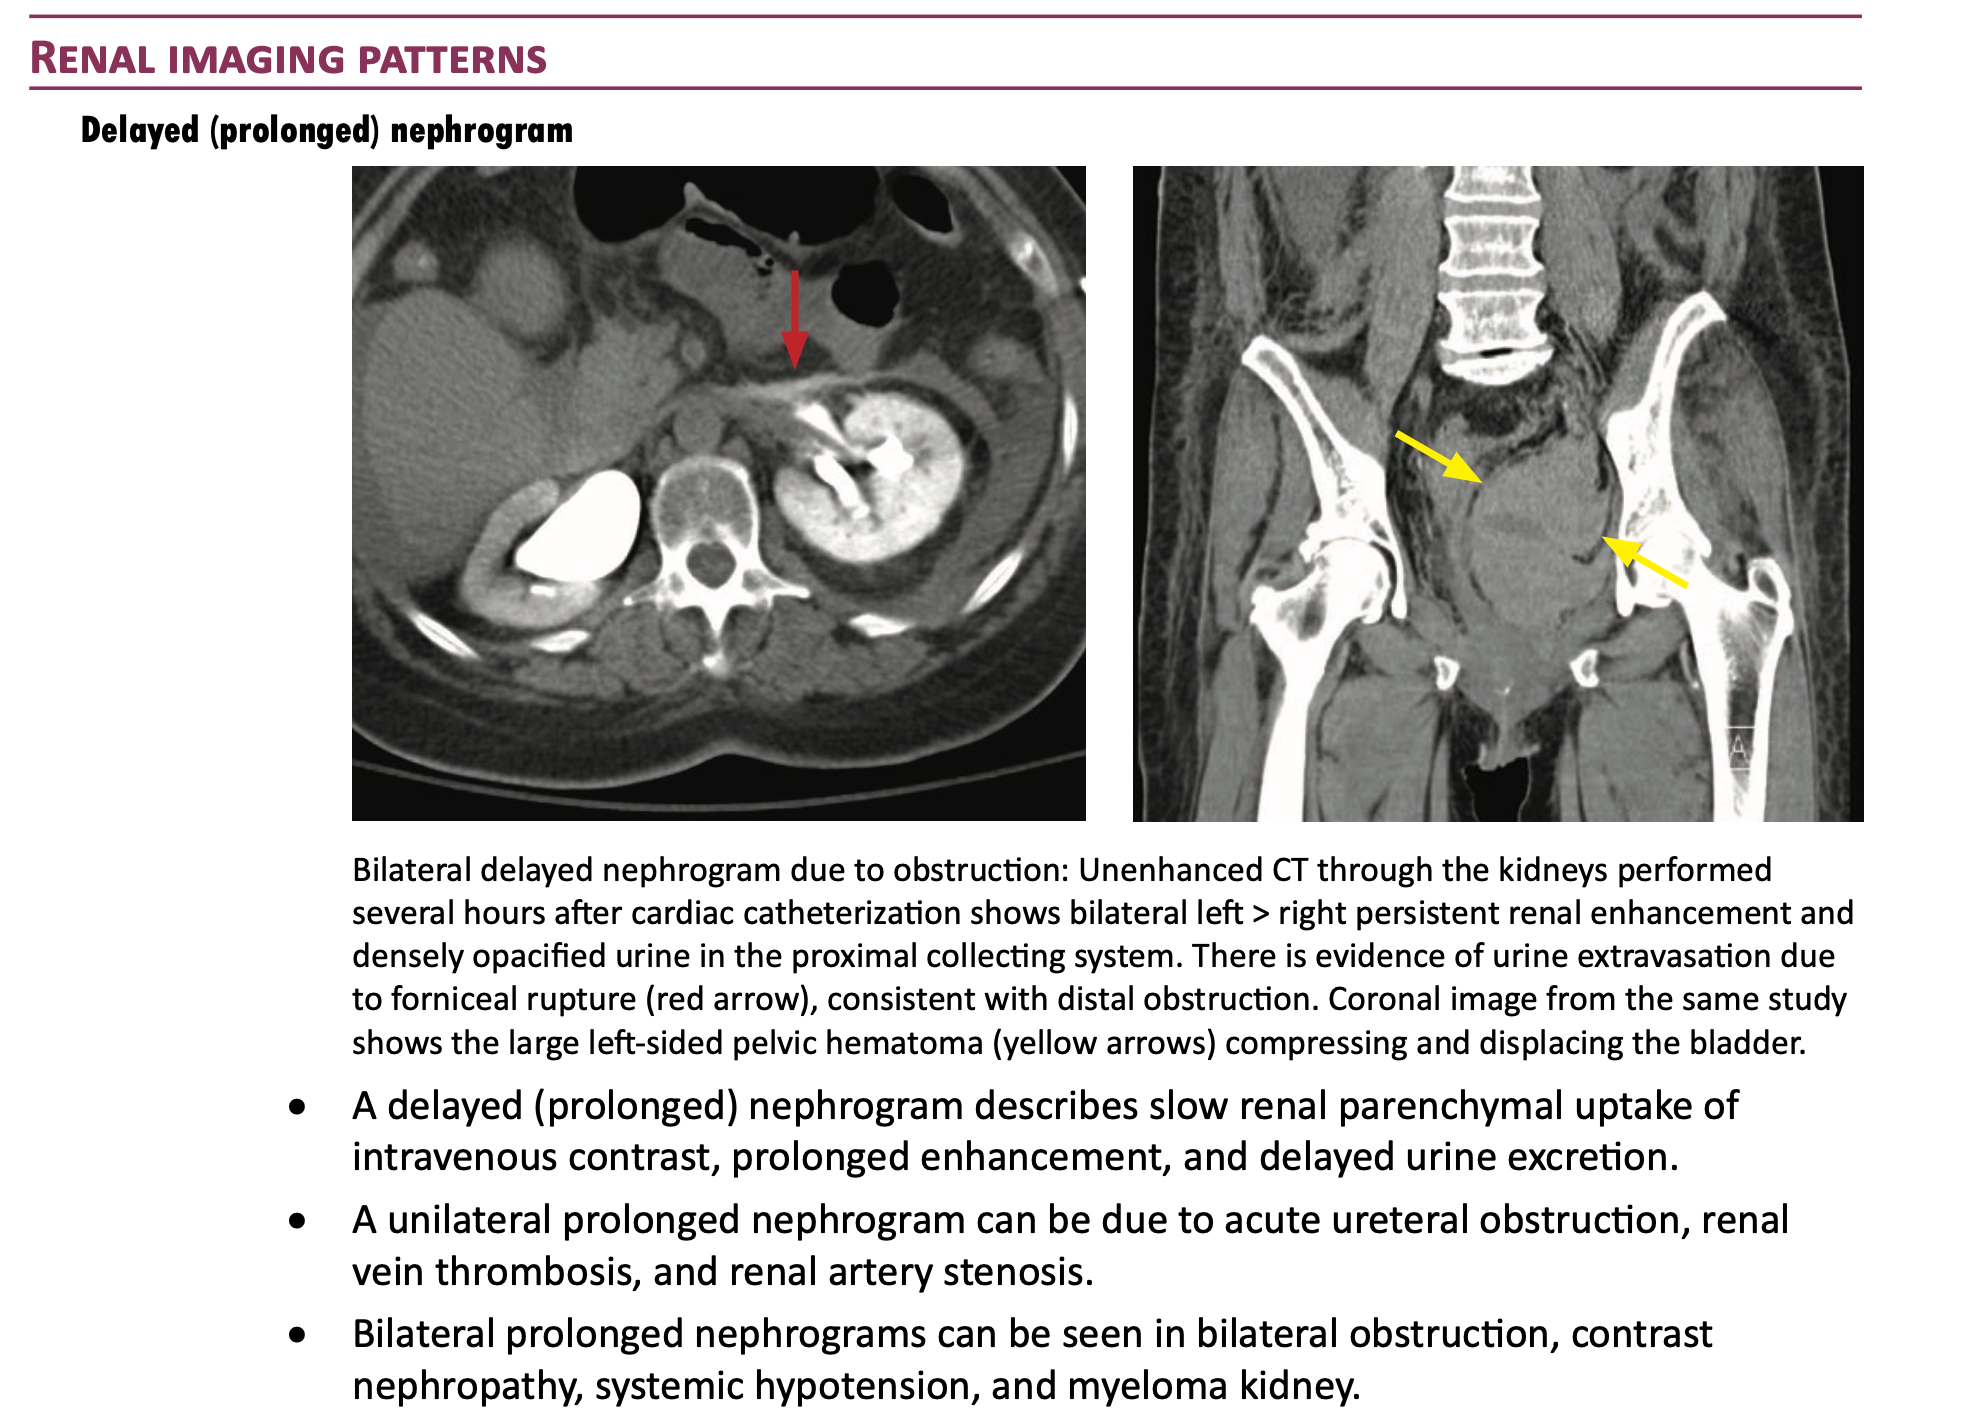 RENAL IMAGING PATTERNS
Delayed (prolonged) nephrogram
A
Bilateral delayed nephrogram due to obstruction: Unenhanced CT through the kidneys performed
several hours after cardiac catheterization shows bilateral left > right persistent renal enhancement and
densely opacified urine in the proximal collecting system. There is evidence of urine extravasation due
to forniceal rupture (red arrow), consistent with distal obstruction. Coronal image from the same study
shows the large left-sided pelvic hematoma (yellow arrows) compressing and displacing the bladder.
• A delayed (prolonged) nephrogram describes slow renal parenchymal uptake of
intravenous contrast, prolonged enhancement, and delayed urine excretion.
• A unilateral prolonged nephrogram can be due to acute ureteral obstruction, renal
vein thrombosis, and renal artery stenosis.
• Bilateral prolonged nephrograms can be seen in bilateral obstruction, contrast
nephropathy, systemic hypotension, and myeloma kidney.